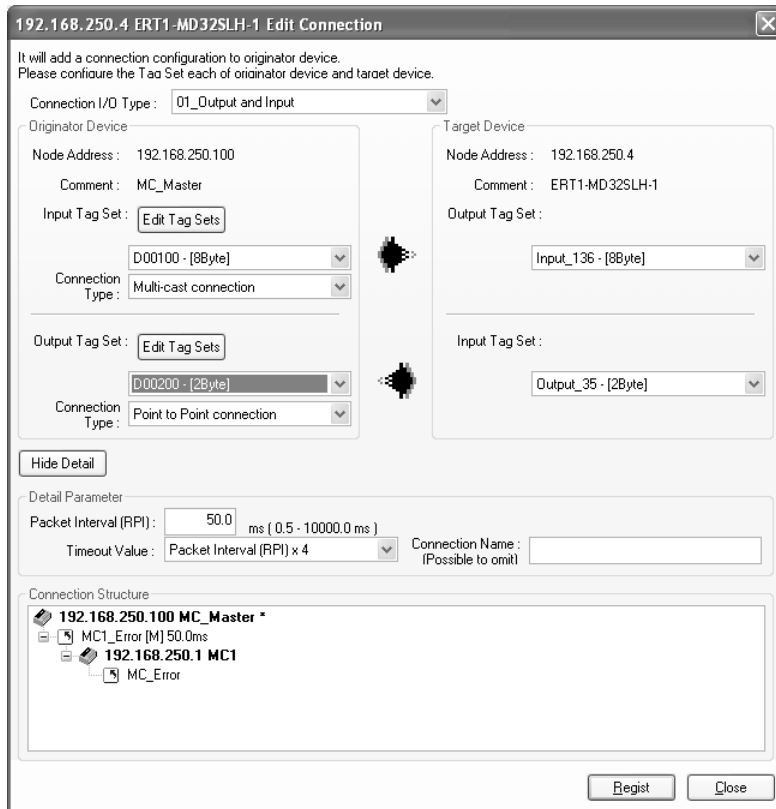 192.168.250.4 ERT1-MD32SLH-1 Edit Connection
It will add a connection configuration to originator device.
Please configure the Tag Set each of originator device and target device.
Connection I/O Type : 01_Output and Input
Originator Device
Node Address : 192.168.250.100
Comment : MC_Master
Input Tag Set : Edit Tag Sets
D00100 - [8Byte]
Connection Type : Multi-cast connection
Output Tag Set : Edit Tag Sets
D00200 - [2Byte]
Connection Type : Point to Point connection
Target Device
Node Address : 192.168.250.4
Comment : ERT1-MD32SLH-1
Output Tag Set :
Input_136 - [8Byte]
Input Tag Set :
Output_35 - [2Byte]
Hide Detail
Detail Parameter
Packet Interval (RPI) : 50.0 ms ( 0.5 - 10000.0 ms )
Timeout Value : Packet Interval (RPI) x 4
Connection Name :
(Possible to omit)
Connection Structure
192.168.250.100 MC_Master *
MC1_Error [M] 50.0ms
192.168.250.1 MC1
MC_Error
Regist Close